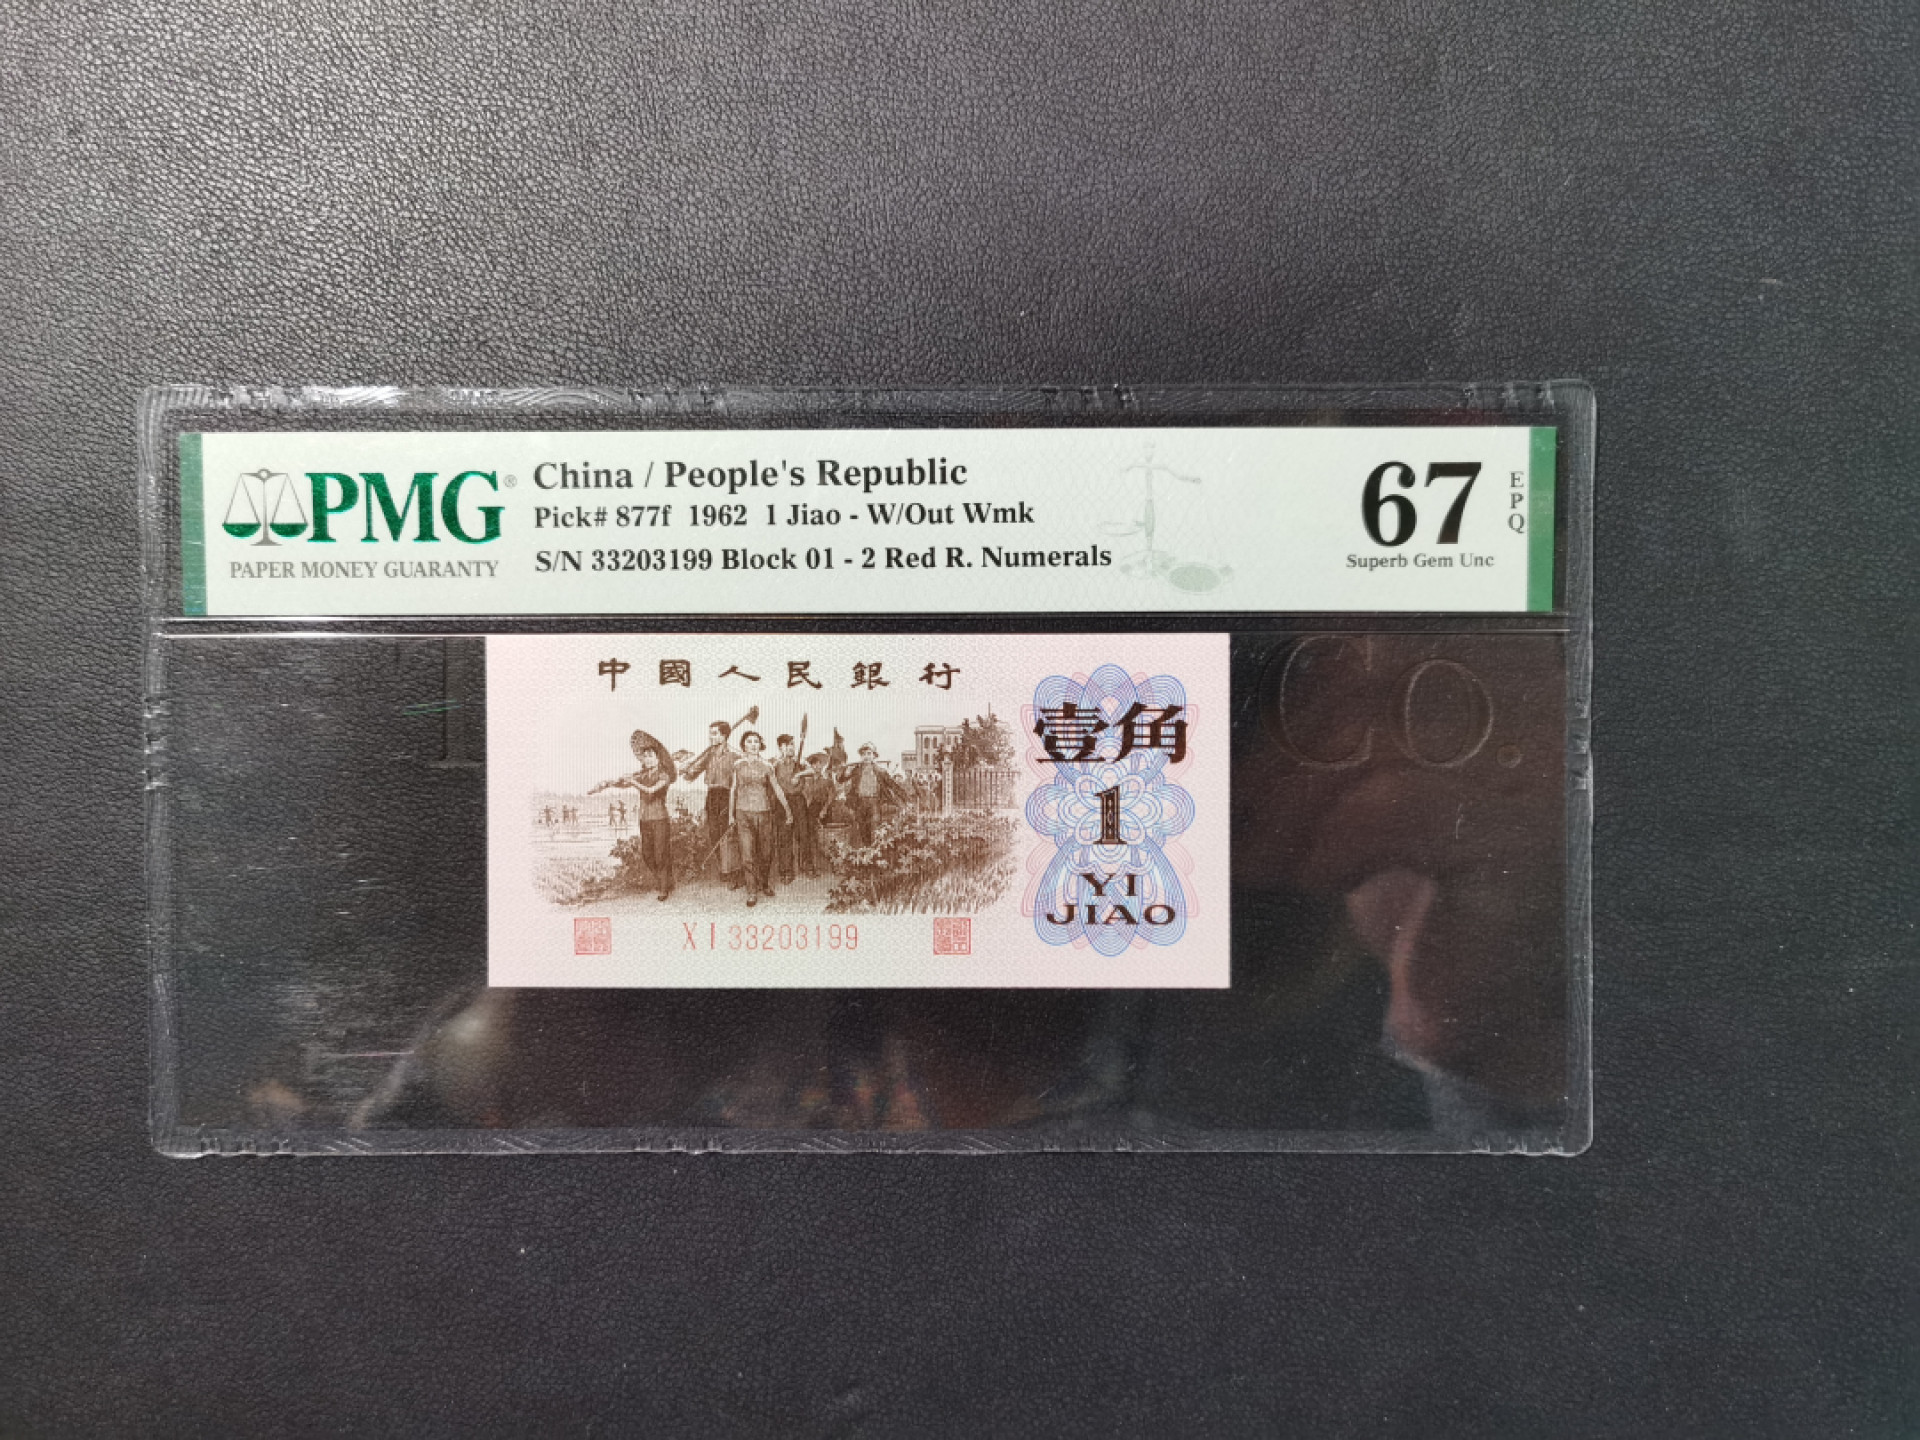 PMG®
PAPER MONEY GUARANTY
China / People's Republic
Pick# 877f 1962 1 Jiao - W/Out Wmk
S/N 33203199 Block 01 - 2 Red R. Numerals
67
EPQ
Superb Gem Unc
中國人民銀行
壹角
1
YI
JIAO
X I 33203199
Co.